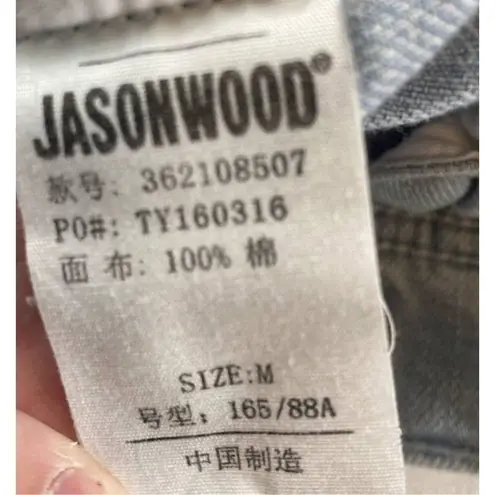 JASONWOOD®
款号: 362108507
PO#: TY160316
面 布: 100% 棉
SIZE:M
号型: 165/88A
中国制造